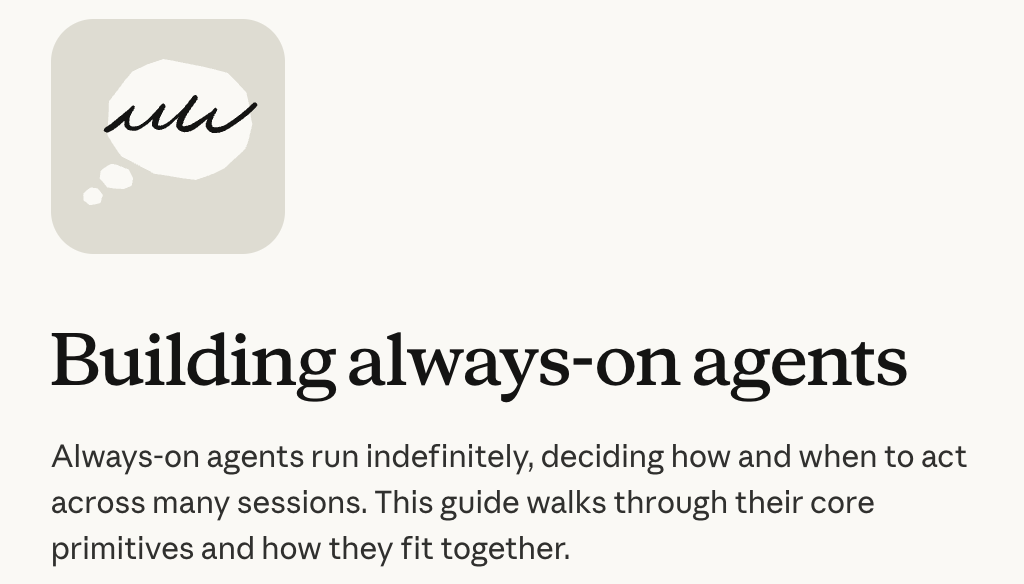 Building always-on agents
Always-on agents run indefinitely, deciding how and when to act
across many sessions. This guide walks through their core
primitives and how they fit together.